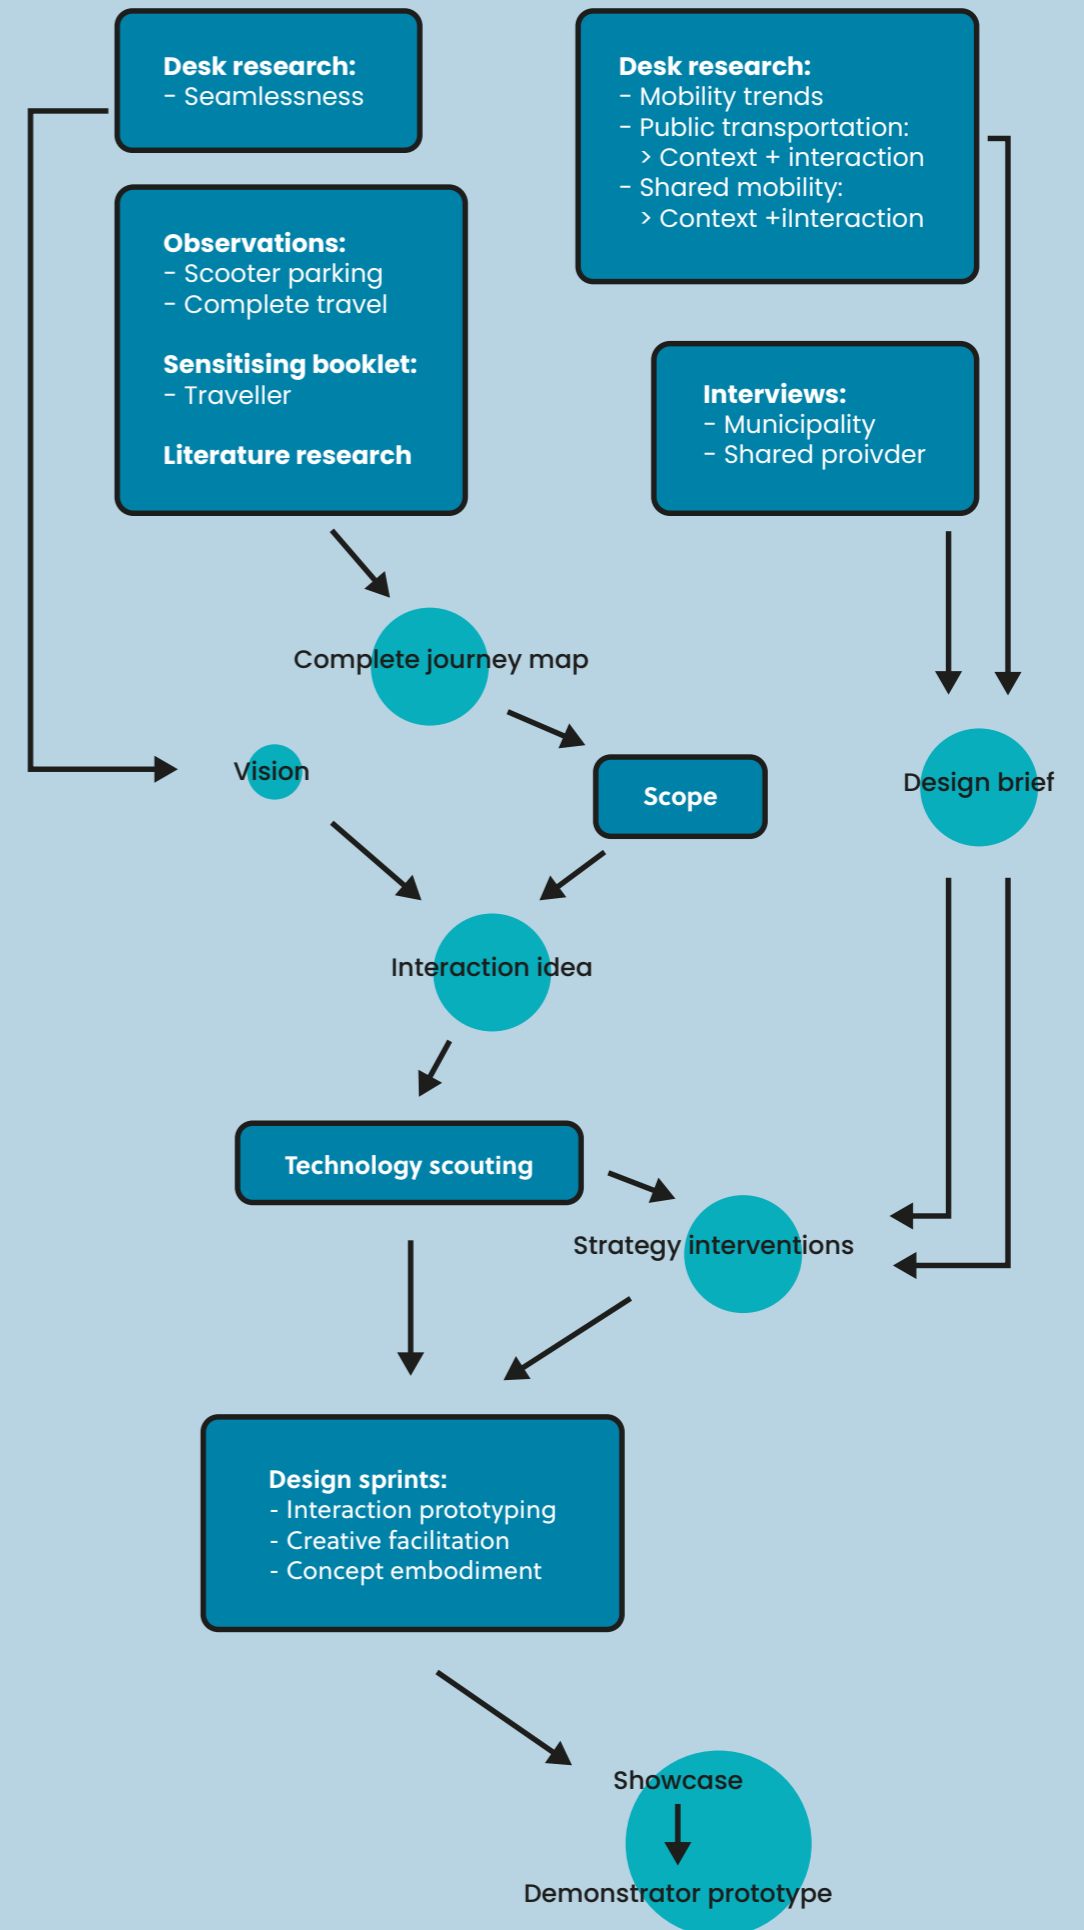 Desk research:
- Seamlessness
Desk research:
- Mobility trends
- Public transportation:
> Context + interaction
- Shared mobility:
> Context +iInteraction
Observations:
- Scooter parking
- Complete travel
Sensitising booklet:
- Traveller
Literature research
Interviews:
- Municipality
- Shared proivder
Complete journey map
Vision
Scope
Design brief
Interaction idea
Technology scouting
Strategy interventions
Design sprints:
- Interaction prototyping
- Creative facilitation
- Concept embodiment
Showcase
Demonstrator prototype